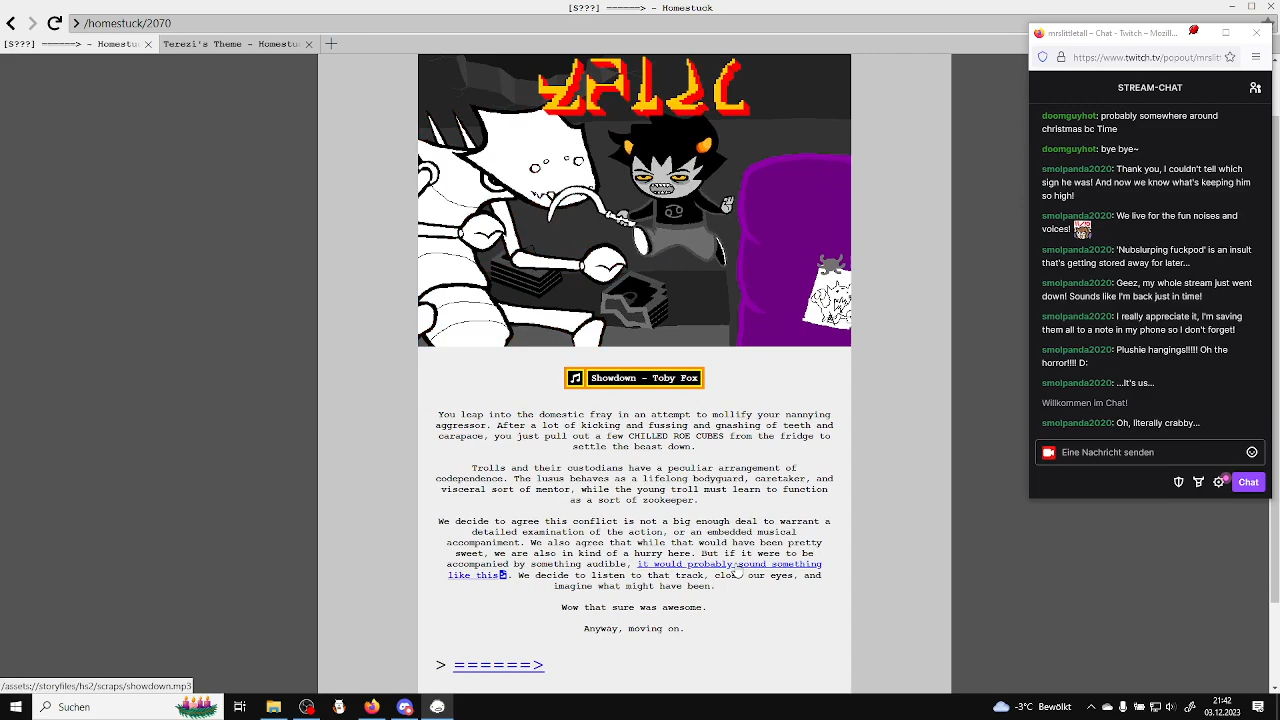 [S???] ======> - Homestuck
/homestuck/2070
[S???] ======> - Homestuc
Terezi's Theme - Homestu
mrslittletall – Chat - Twitch – Mozill...
https://www.twitch.tv/popout/mrslit
STREAM-CHAT
doomguyhot: probably somewhere around
christmas bc Time
doomguyhot: bye bye~
smolpanda2020: Thank you, I couldn't tell which
sign he was! And now we know what's keeping him
so high!
smolpanda2020: We live for the fun noises and
voices!
smolpanda2020: 'Nubslurping fuckpod' is an insult
that's getting stored away for later...
smolpanda2020: Geez, my whole stream just went
down! Sounds like I'm back just in time!
smolpanda2020: I really appreciate it, I'm saving
them all to a note in my phone so I don't forget!
smolpanda2020: Plushie hangings!!!!! Oh the
horror!!!! D:
smolpanda2020: ...it's us...
Willkommen im Chat!
smolpanda2020: Oh, literally crabby...
Eine Nachricht senden
Chat
Showdown – Toby Fox
You leap into the domestic fray in an attempt to mollify your nannying
aggressor. After a lot of kicking and fussing and gnashing of teeth and
carapace, you just pull out a few CHILLED ROE CUBES from the fridge to
settle the beast down.
Trolls and their custodians have a peculiar arrangement of
codependence. The lusus behaves as a lifelong bodyguard, caretaker, and
visceral sort of mentor, while the young troll must learn to function
as a sort of zookeeper.
We decide to agree this conflict is not a big enough deal to warrant a
detailed examination of the action, or an embedded musical
accompaniment. We also agree that while that would have been pretty
sweet, we are also in kind of a hurry here. But if it were to be
accompanied by something audible, it would probably sound something
like this. We decide to listen to that track, close our eyes, and
imagine what might have been.
Wow that sure was awesome.
Anyway, moving on.
> ======>
/assets://storyfiles/hs2/scraps/showdown.mp3
Suchen
-3°C Bewölkt
21:42
03.12.2023